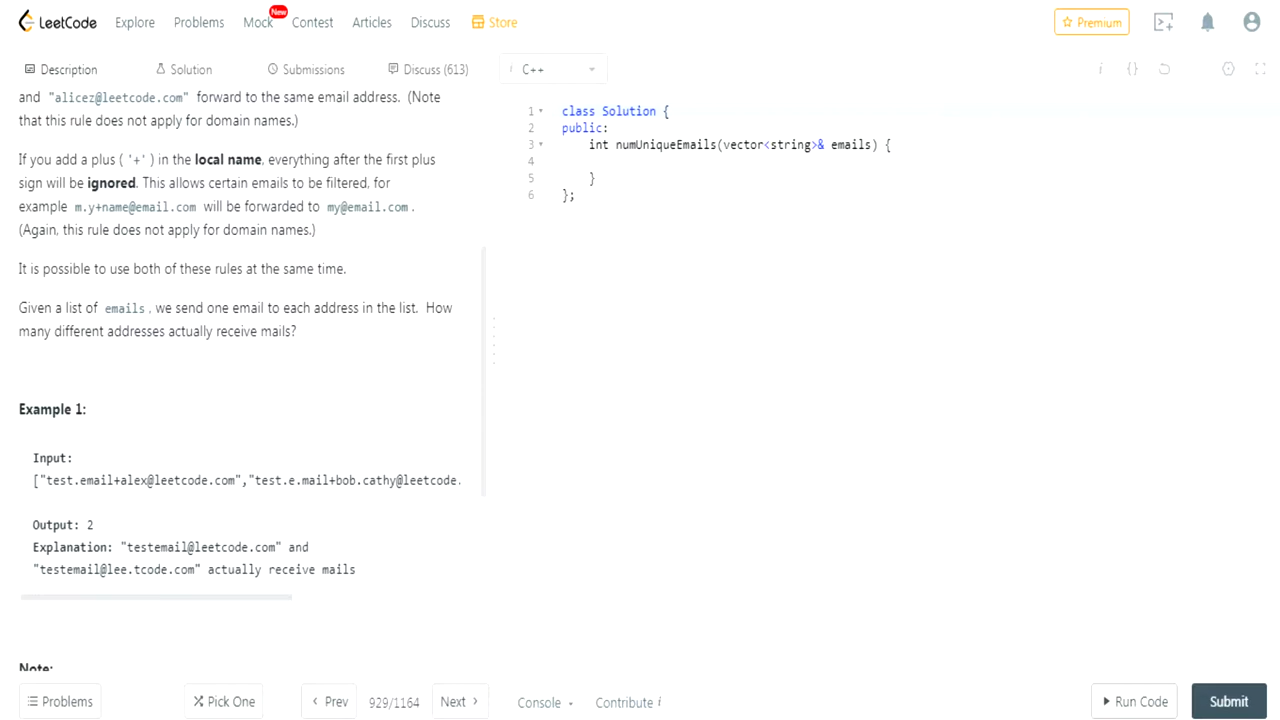 LeetCode Explore Problems Mock New Contest Articles Discuss Store Premium
Description Solution Submissions Discuss (613) i C++ i {}
and "alicez@leetcode.com" forward to the same email address. (Note
that this rule does not apply for domain names.)
If you add a plus ( '+' ) in the local name, everything after the first plus
sign will be ignored. This allows certain emails to be filtered, for
example m.y+name@email.com will be forwarded to my@email.com .
(Again, this rule does not apply for domain names.)
It is possible to use both of these rules at the same time.
Given a list of emails , we send one email to each address in the list. How
many different addresses actually receive mails?
Example 1:
Input:
["test.email+alex@leetcode.com","test.e.mail+bob.cathy@leetcode.
Output: 2
Explanation: "testemail@leetcode.com" and
"testemail@lee.tcode.com" actually receive mails
Note:
1 class Solution {
2 public:
3 int numUniqueEmails(vector<string>& emails) {
4
5 }
6 };
Problems Pick One Prev 929/1164 Next Console Contribute i Run Code Submit